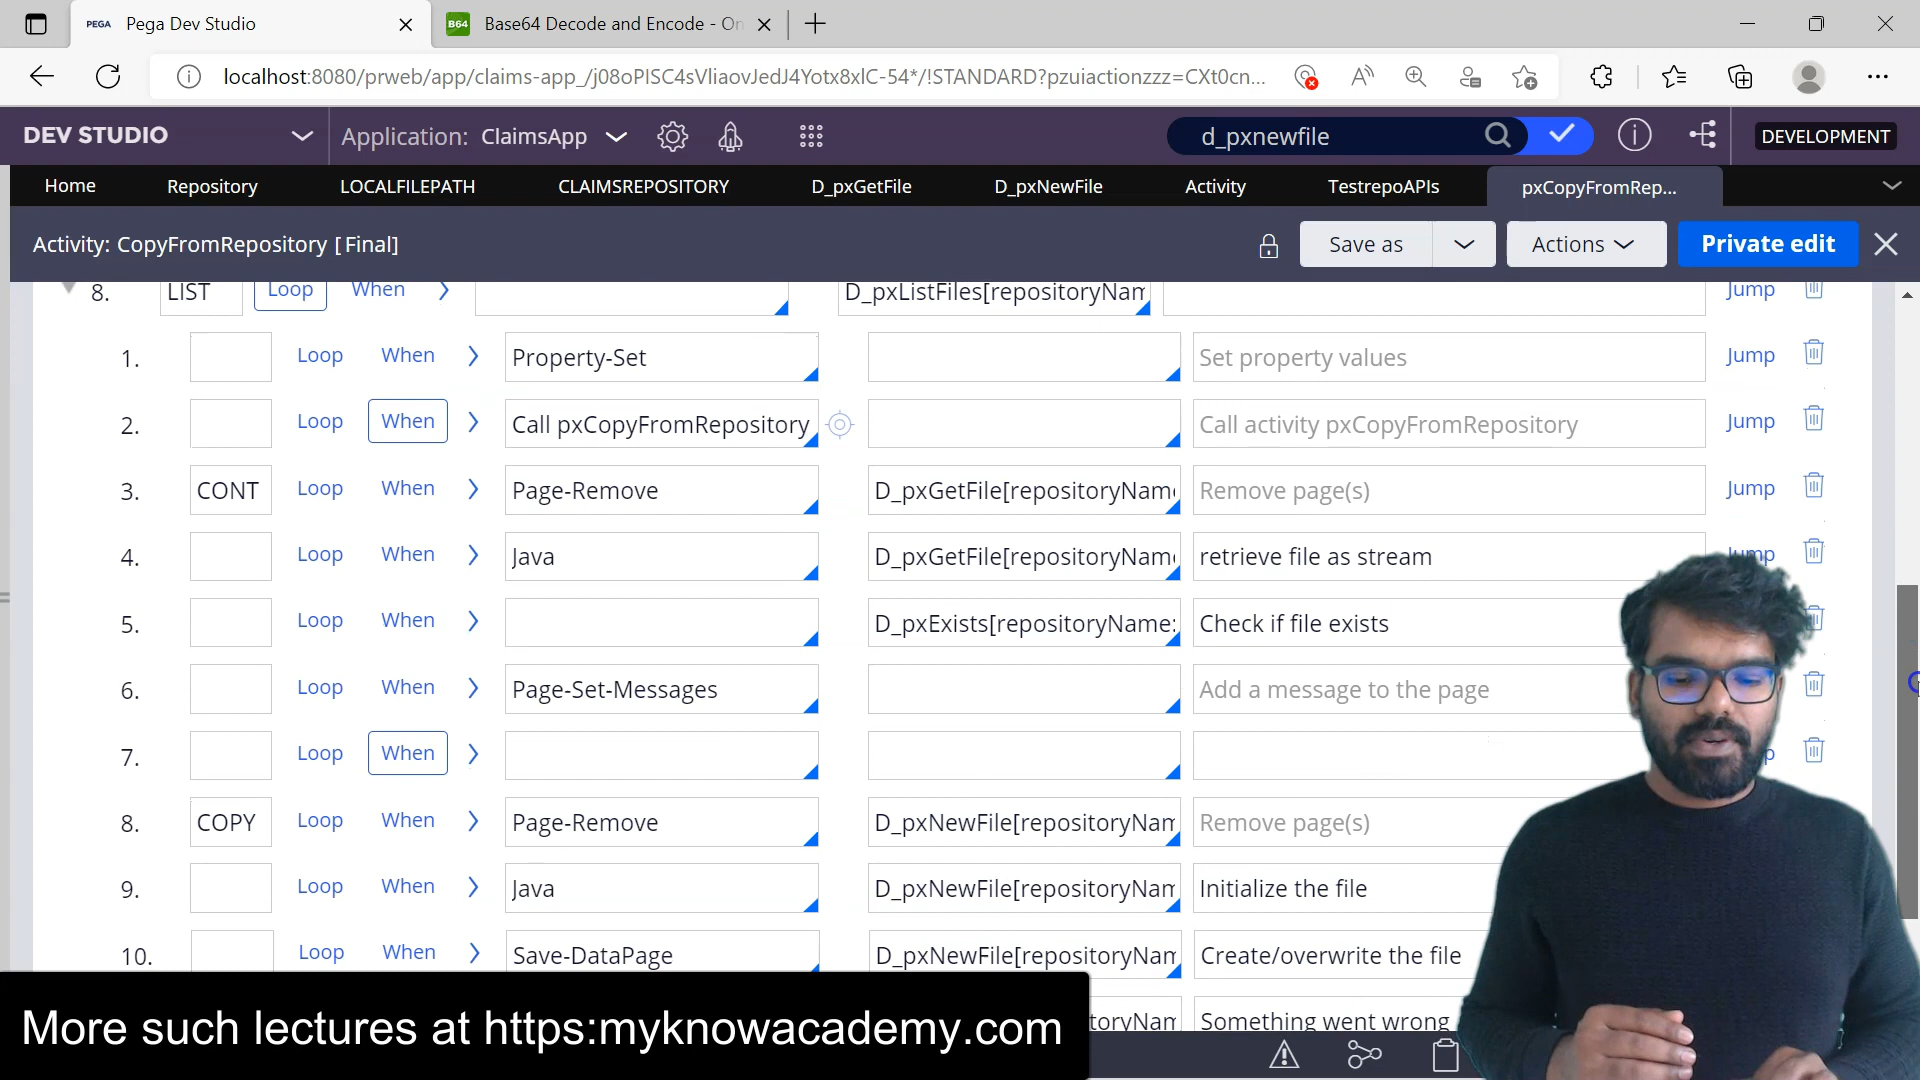 PEGA Pega Dev Studio
B64 Base64 Decode and Encode - On
localhost:8080/prweb/app/claims-app_/j08oPISC4sVliaovJedJ4Yotx8xlC-54*/!STANDARD?pzuiactionzzz=CXt0cn...
DEV STUDIO Application: ClaimsApp d_pxnewfile DEVELOPMENT
Home Repository LOCALFILEPATH CLAIMSREPOSITORY D_pxGetFile D_pxNewFile Activity TestrepoAPIs pxCopyFromRep...
Activity: CopyFromRepository [Final] Save as Actions Private edit
8. LIST Loop When D_pxListFiles[repositoryNam Jump
1. Loop When Property-Set Set property values Jump
2. Loop When Call pxCopyFromRepository Call activity pxCopyFromRepository Jump
3. CONT Loop When Page-Remove D_pxGetFile[repositoryName Remove page(s) Jump
4. Loop When Java D_pxGetFile[repositoryName retrieve file as stream Jump
5. Loop When D_pxExists[repositoryName: Check if file exists
6. Loop When Page-Set-Messages Add a message to the page
7. Loop When
8. COPY Loop When Page-Remove D_pxNewFile[repositoryNam Remove page(s)
9. Loop When Java D_pxNewFile[repositoryNam Initialize the file
10. Loop When Save-DataPage D_pxNewFile[repositoryNam Create/overwrite the file
toryNam Something went wrong
More such lectures at https:myknowacademy.com